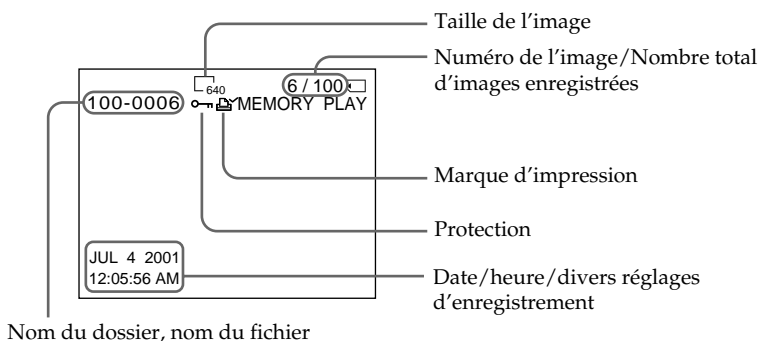 Taille de l'image
Numéro de l'image/Nombre total
d'images enregistrées
640
6 / 100
100-0006
MEMORY PLAY
Marque d'impression
Protection
JUL 4 2001
12:05:56 AM
Date/heure/divers réglages
d'enregistrement
Nom du dossier, nom du fichier